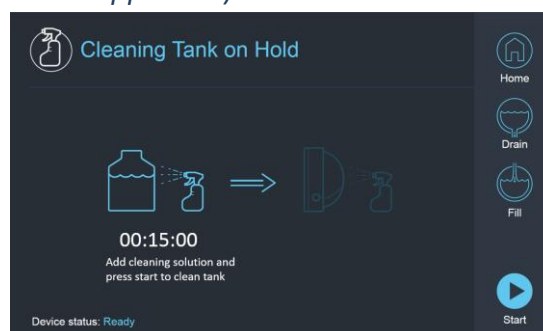 Cleaning Tank on Hold
Home
Drain
Fill
00:15:00
Add cleaning solution and
press start to clean tank
Device status: Ready
Start